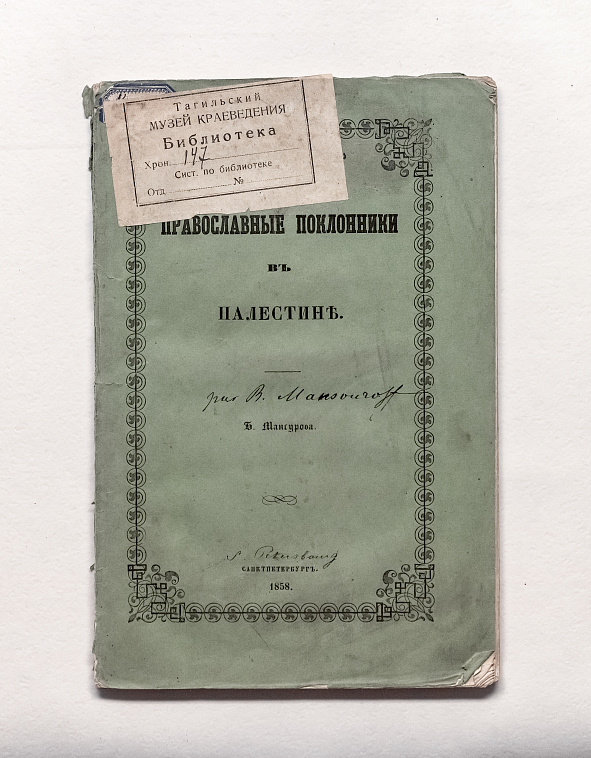 Тагильский
МУЗЕЙ КРАЕВЕДЕНИЯ
Библиотека
Хрон. 147
Сист. по библиотеке
Отд. №
ПРАВОСЛАВНЫЕ ПОКЛОННИКИ
ВЪ
ПАЛЕСТИНѢ.
B. Mansouroff
Б. Мансурова.
S. Petersbourg
САНКТПЕТЕРБУРГЪ.
1858.